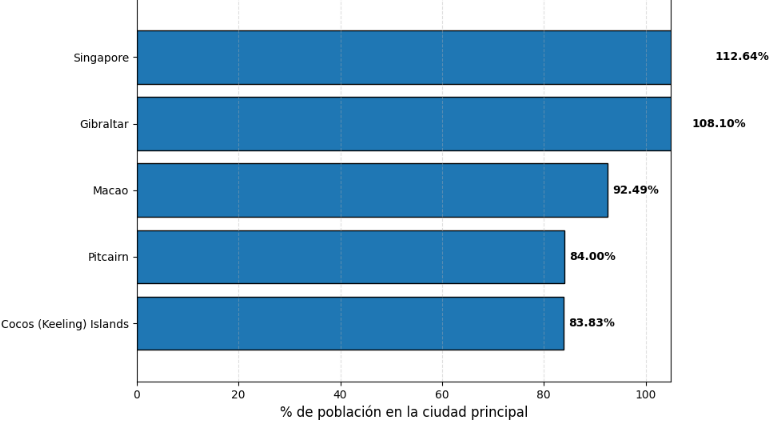 Singapore 112.64%
Gibraltar 108.10%
Macao 92.49%
Pitcairn 84.00%
Cocos (Keeling) Islands 83.83%
0 20 40 60 80 100
% de población en la ciudad principal